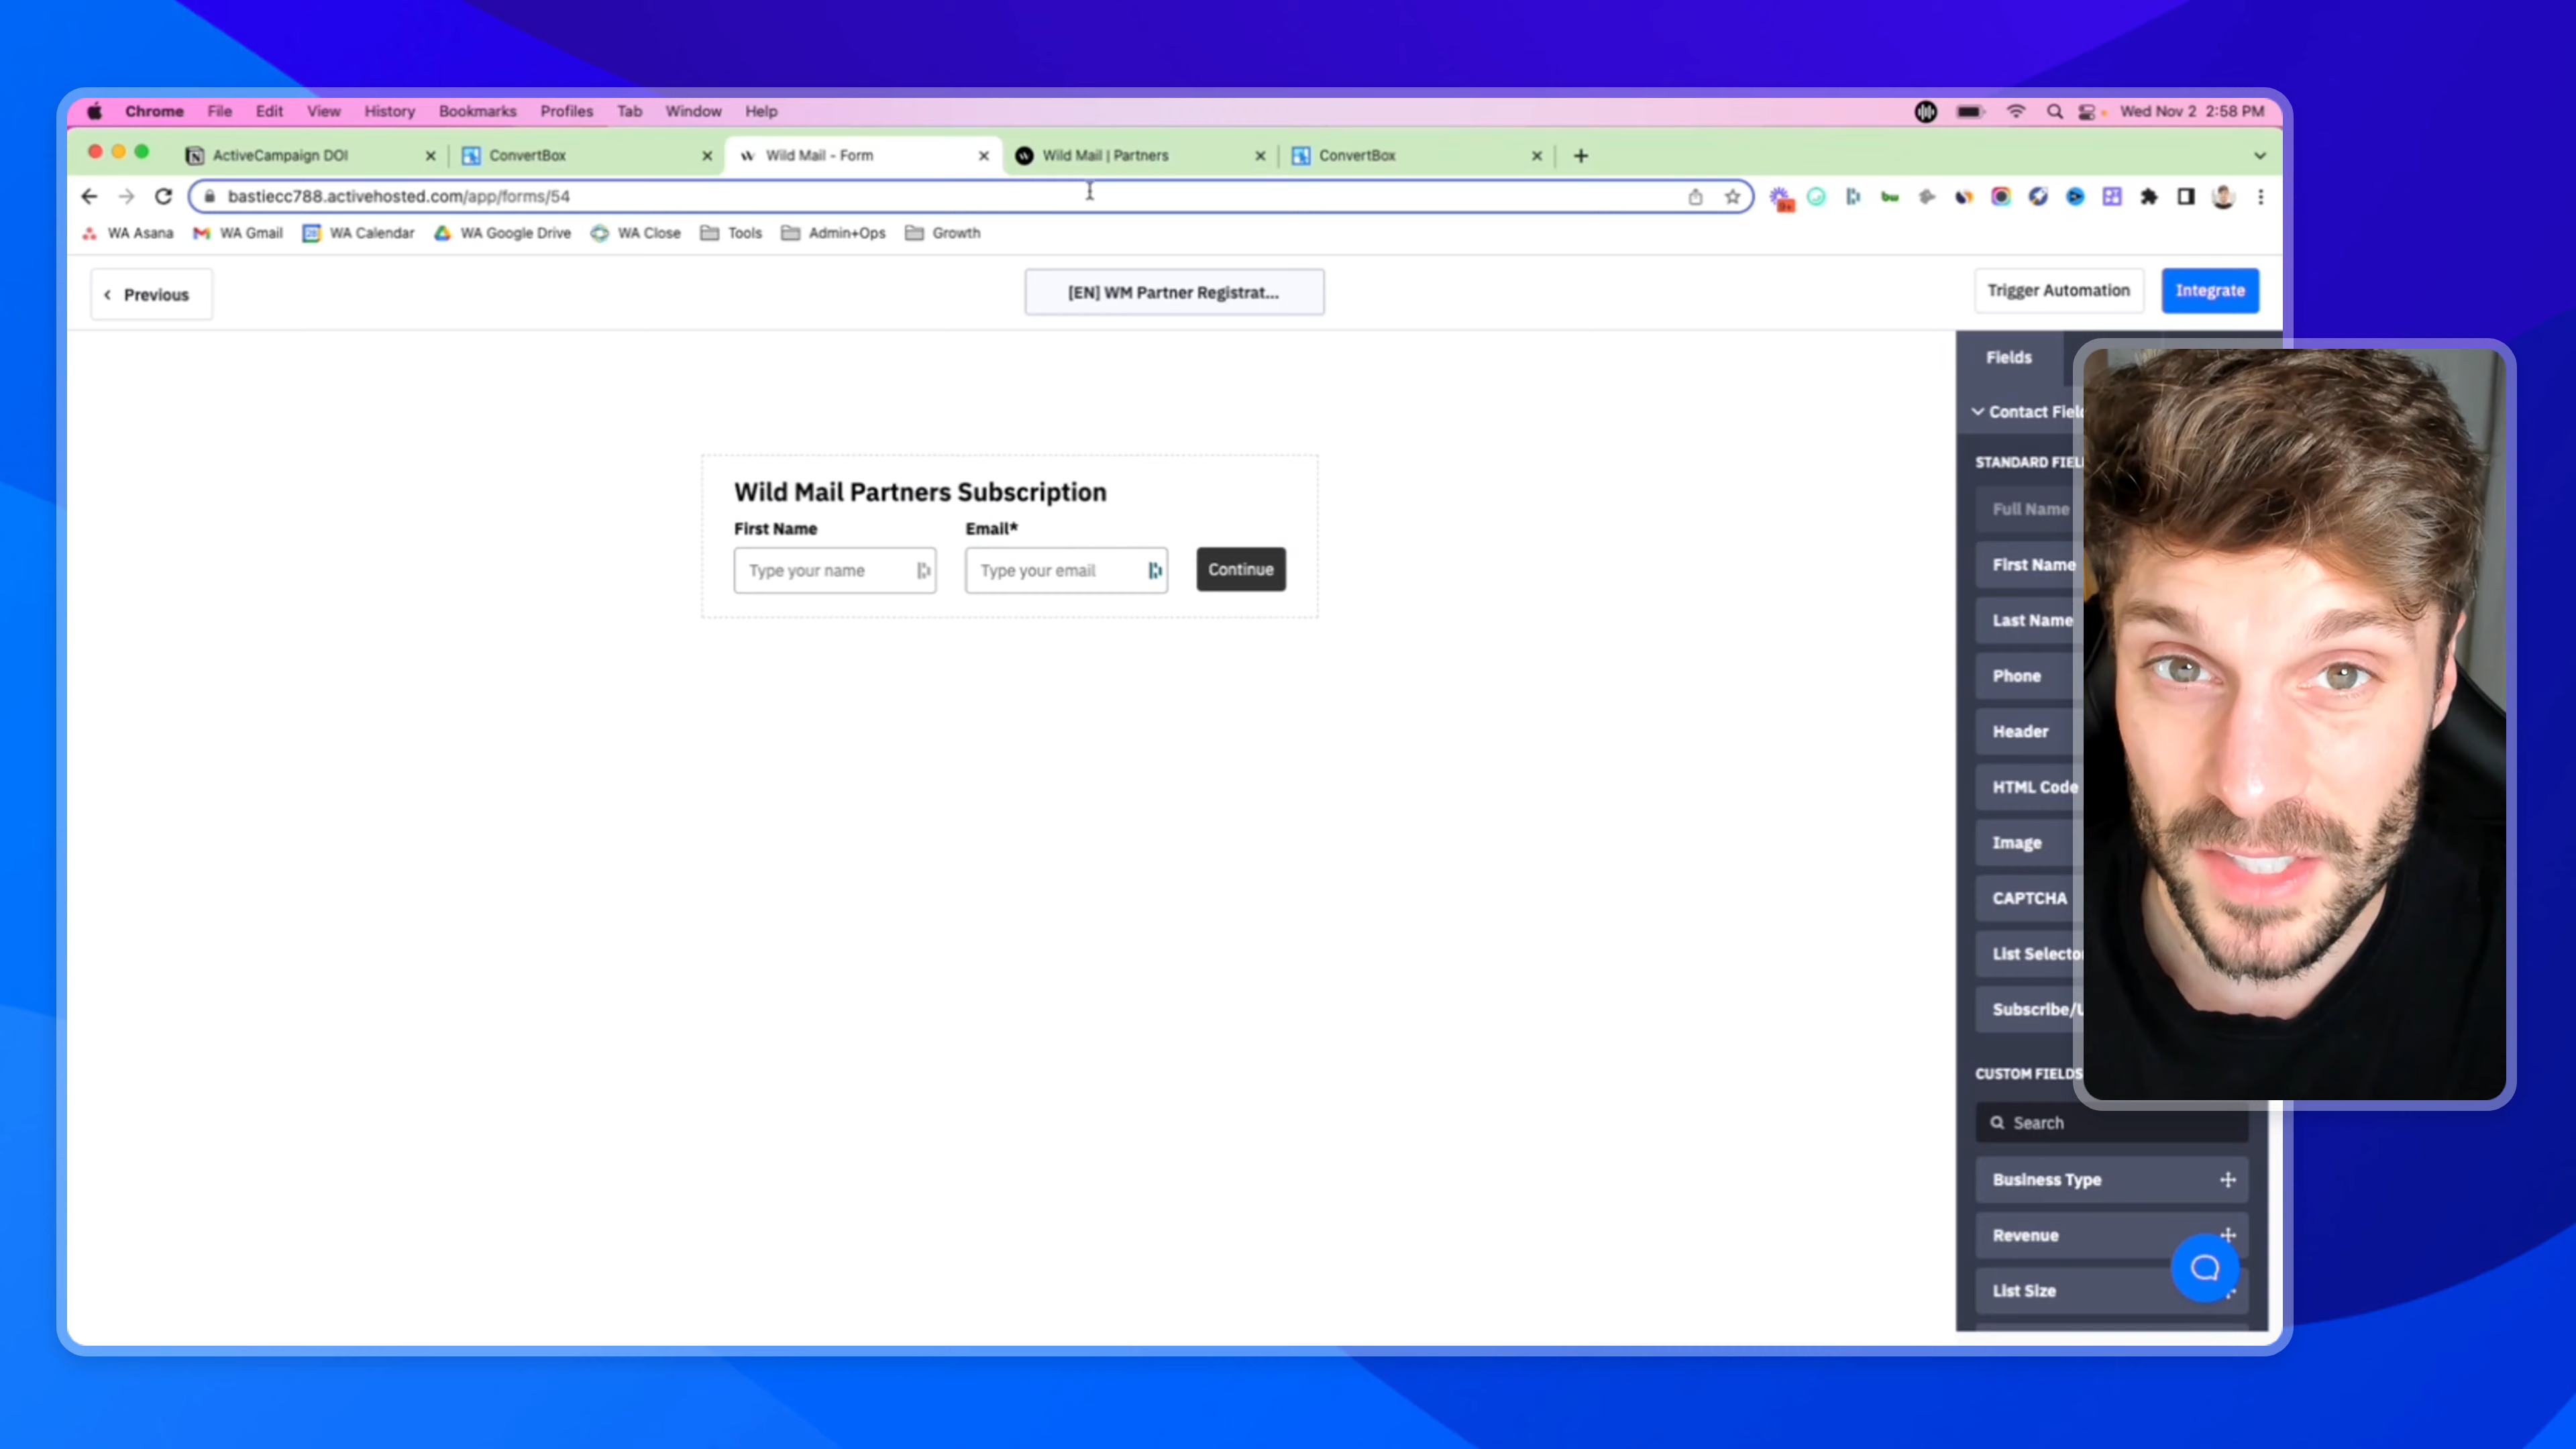 Chrome File Edit View History Bookmarks Profiles Tab Window Help
Wed Nov 2 2:58 PM
ActiveCampaign DOI
ConvertBox
Wild Mail - Form
Wild Mail | Partners
ConvertBox
bastiecc788.activehosted.com/app/forms/54
9+
WA Asana
WA Gmail
WA Calendar
WA Google Drive
WA Close
Tools
Admin+Ops
Growth
Previous
[EN] WM Partner Registrat...
Trigger Automation
Integrate
Wild Mail Partners Subscription
First Name
Email*
Type your name
Type your email
Continue
Fields
Contact Fiel
STANDARD FIEL
Full Name
First Name
Last Name
Phone
Header
HTML Code
Image
CAPTCHA
List Selecto
Subscribe/U
CUSTOM FIELDS
Search
Business Type
Revenue
List Size